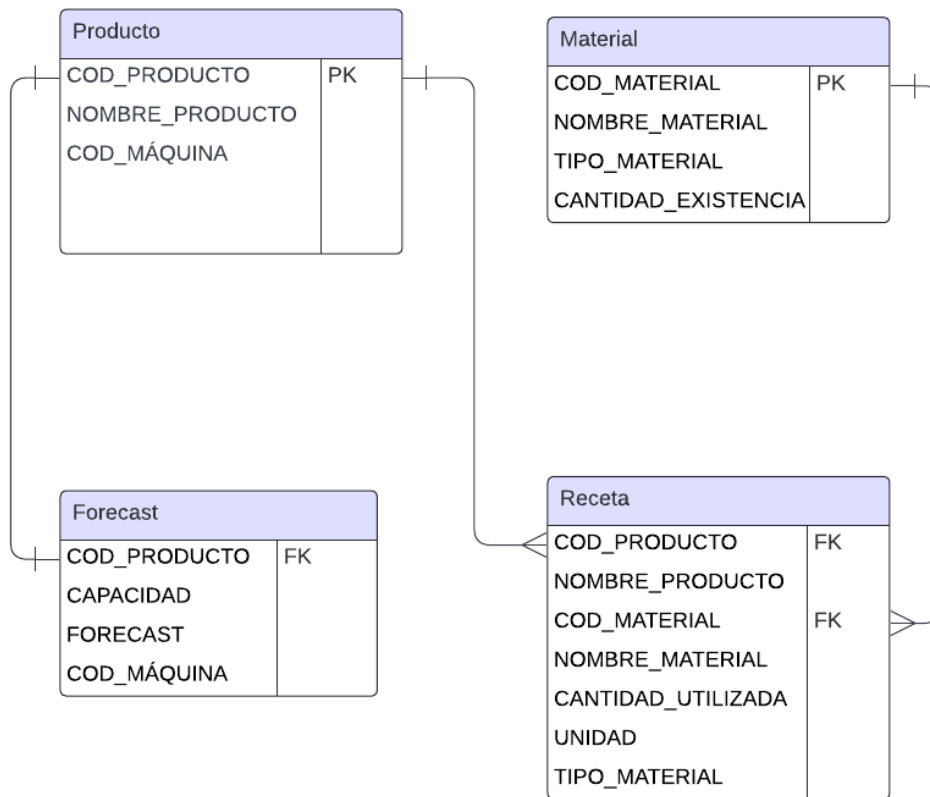 Producto
COD_PRODUCTO PK
NOMBRE_PRODUCTO
COD_MÁQUINA
Material
COD_MATERIAL PK
NOMBRE_MATERIAL
TIPO_MATERIAL
CANTIDAD_EXISTENCIA
Forecast
COD_PRODUCTO FK
CAPACIDAD
FORECAST
COD_MÁQUINA
Receta
COD_PRODUCTO FK
NOMBRE_PRODUCTO
COD_MATERIAL FK
NOMBRE_MATERIAL
CANTIDAD_UTILIZADA
UNIDAD
TIPO_MATERIAL